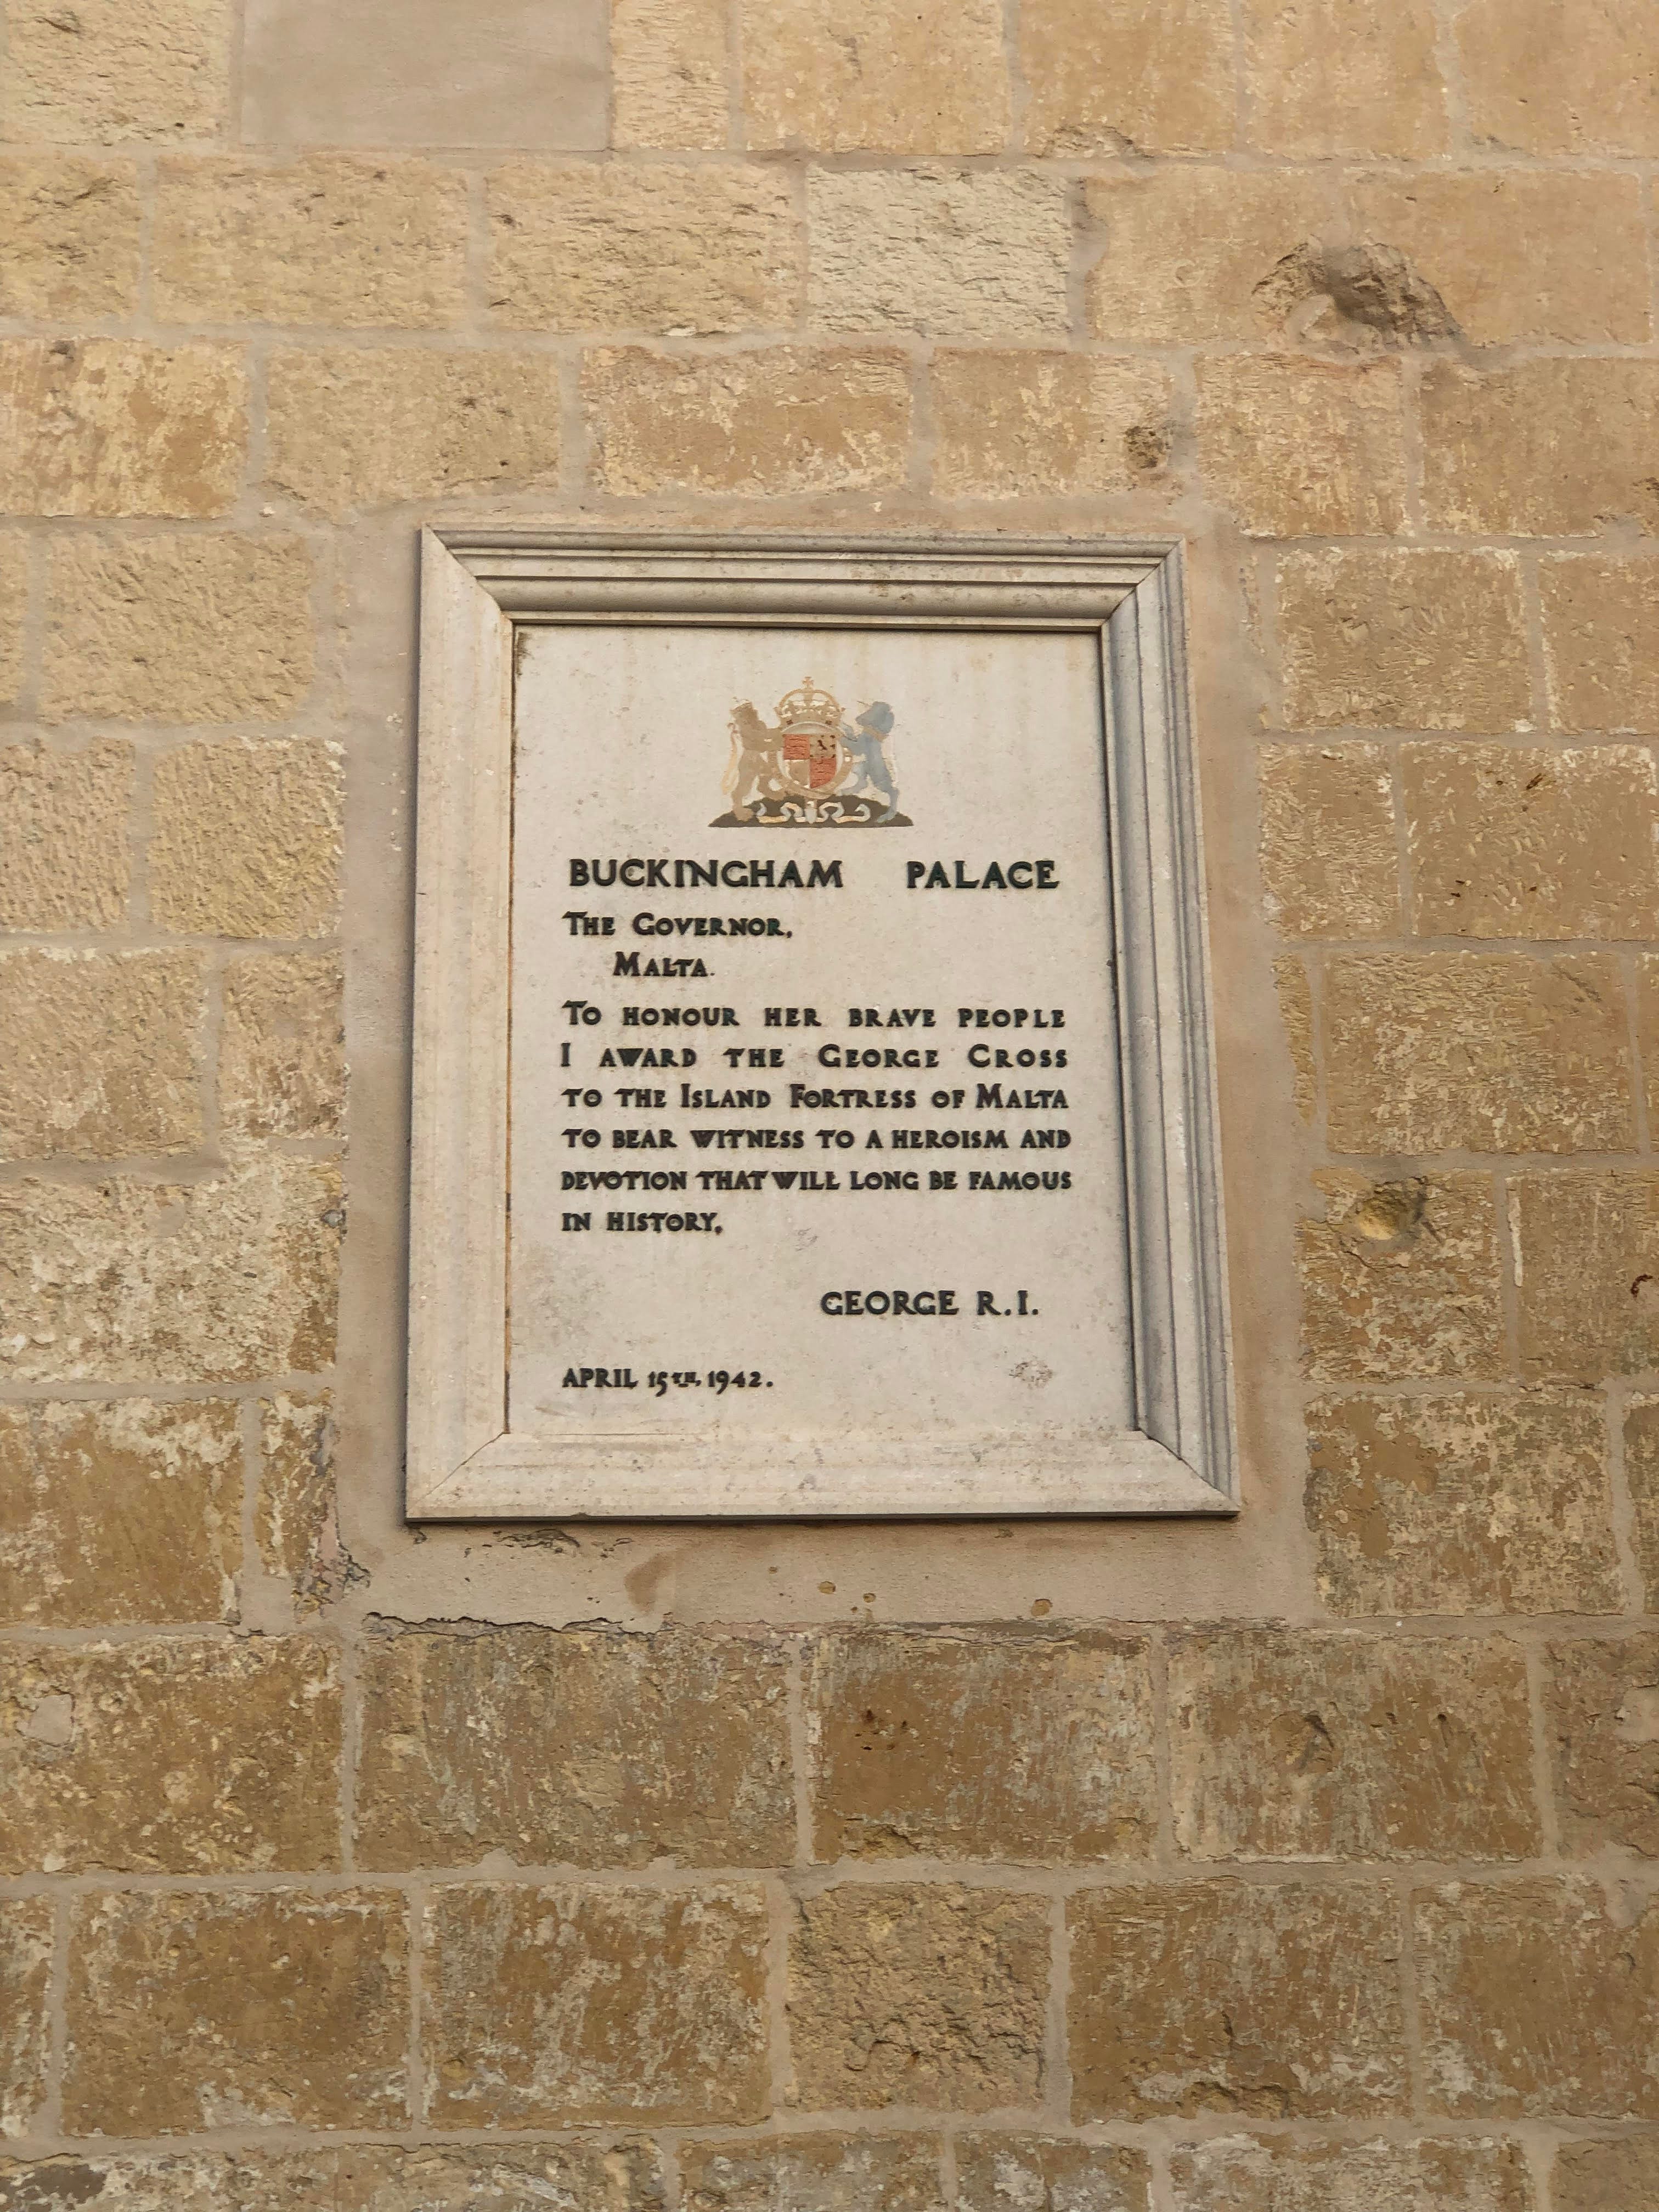 BUCKINGHAM PALACE
THE GOVERNOR,
MALTA.
TO HONOUR HER BRAVE PEOPLE
I AWARD THE GEORGE CROSS
TO THE ISLAND FORTRESS OF MALTA
TO BEAR WITNESS TO A HEROISM AND
DEVOTION THAT WILL LONG BE FAMOUS
IN HISTORY,
GEORGE R.I.
APRIL 15TH, 1942.